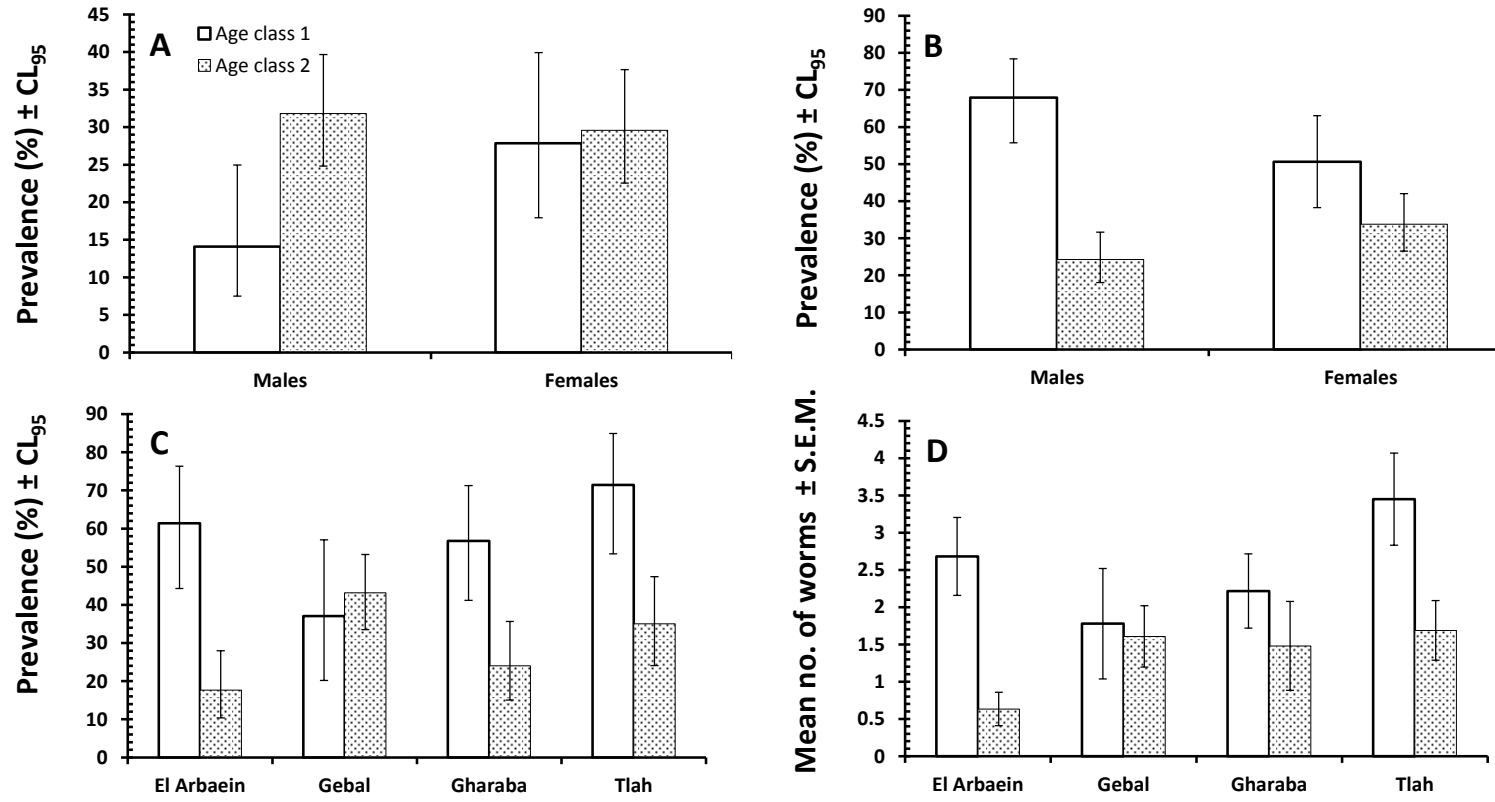 A
Age class 1
Age class 2
Prevalence (%) ± CL95
45
40
35
30
25
20
15
10
5
0
Males
Females
B
Prevalence (%) ± CL95
90
80
70
60
50
40
30
20
10
0
Males
Females
C
Prevalence (%) ± CL95
90
80
70
60
50
40
30
20
10
0
El Arbaein
Gebal
Gharaba
Tlah
D
Mean no. of worms ± S.E.M.
4.5
4
3.5
3
2.5
2
1.5
1
0.5
0
El Arbaein
Gebal
Gharaba
Tlah